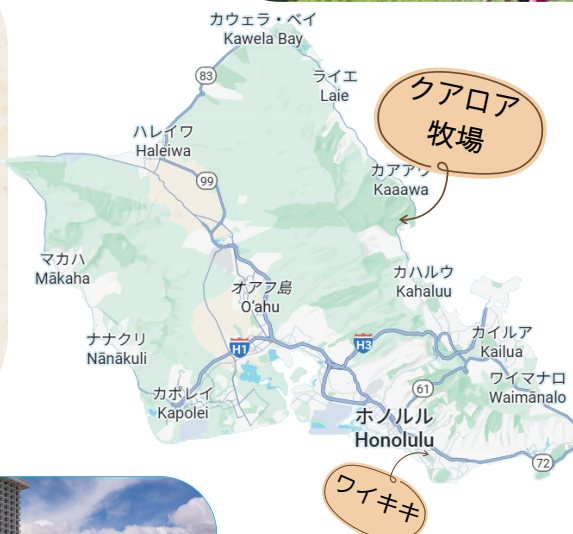 カウェラ・ベイ
Kawela Bay
83
ライエ
Laie
クアロア
牧場
ハレイワ
Haleiwa
99
カアアワ
Kaaawa
マカハ
Mākaha
オアフ島
Oʻahu
カハルウ
Kahaluu
H1
H3
ナナクリ
Nānākuli
カイルア
Kailua
カポレイ
Kapolei
61
ワイマナロ
Waimānalo
ホノルル
Honolulu
72
ワイキキ